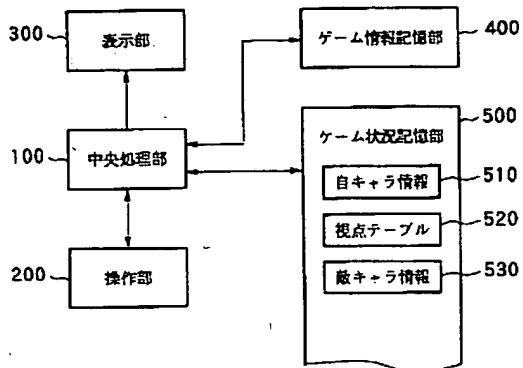 300
表示部
ゲーム情報記憶部
400
100
中央処理部
ゲーム状況記憶部
500
自キャラ情報
510
視点テーブル
520
敵キャラ情報
530
200
操作部